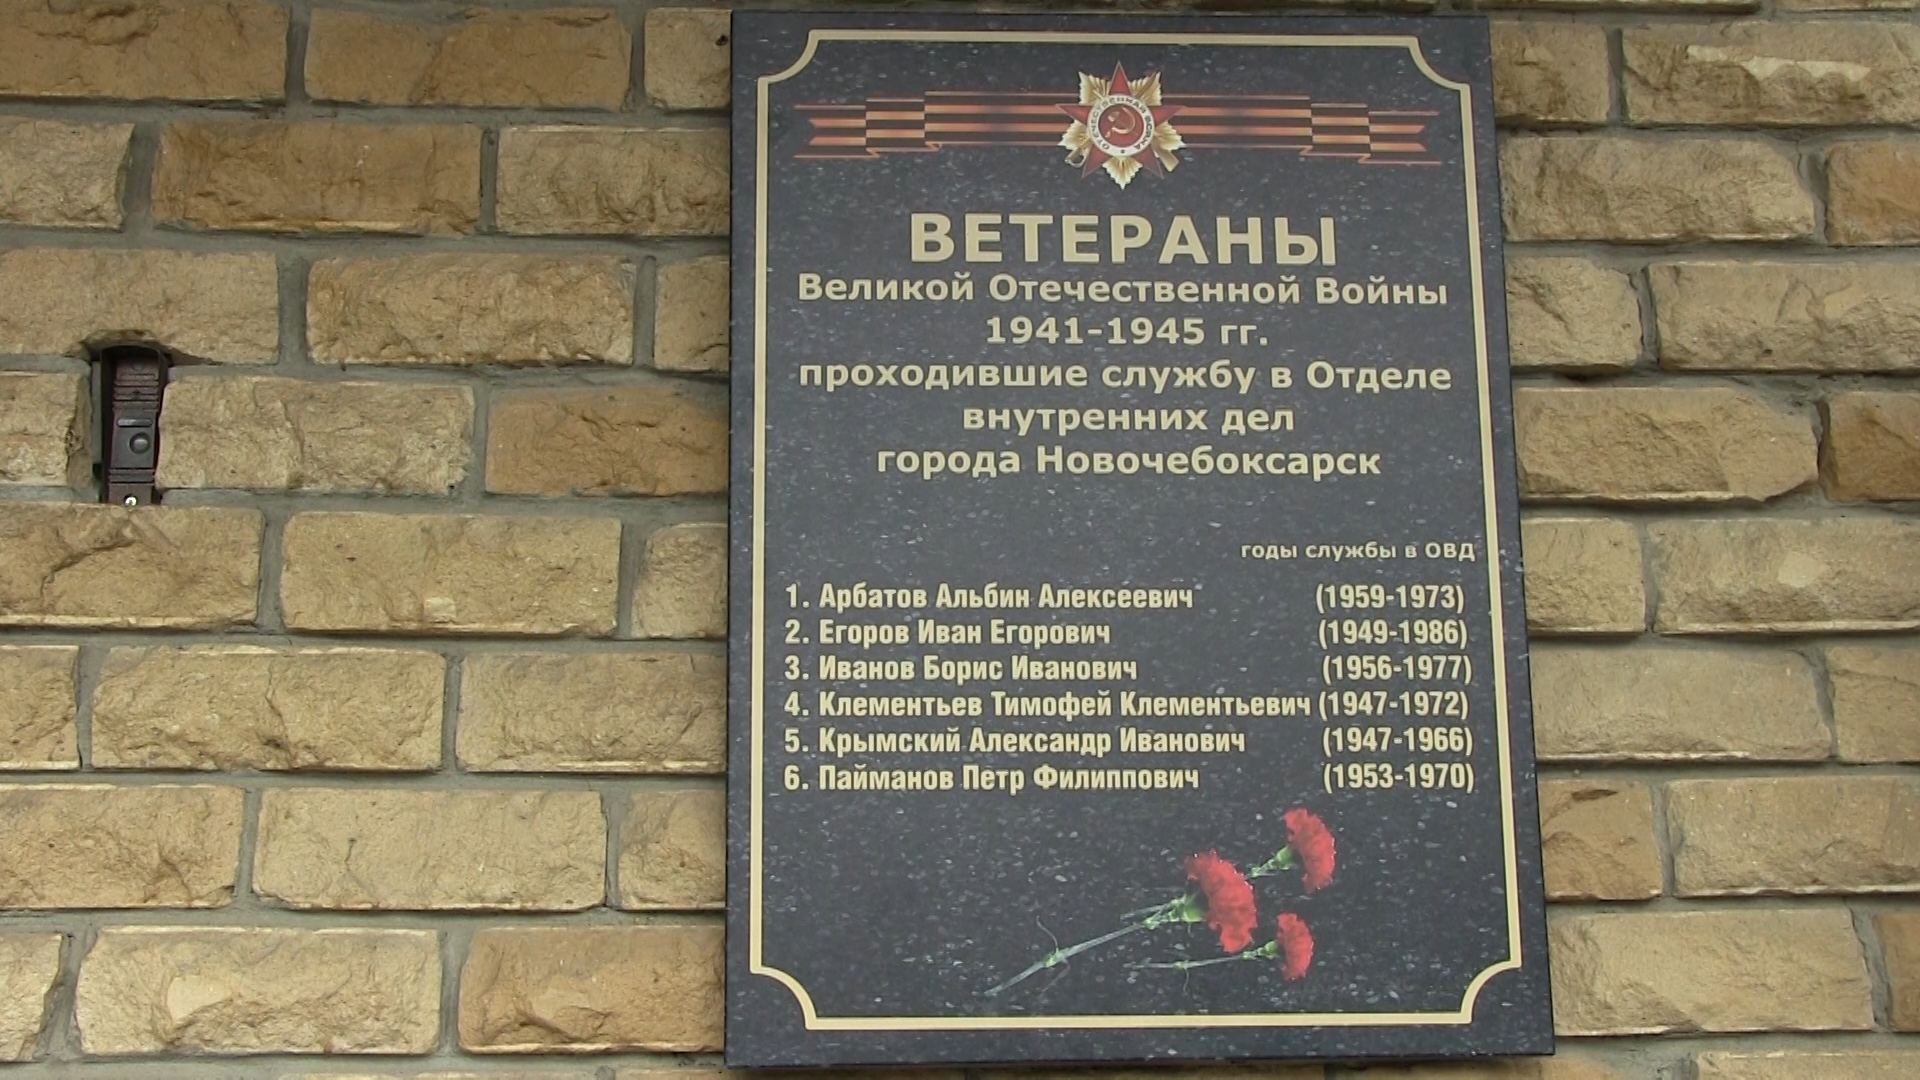 ОТЕЧЕСТВЕННАЯ ВОЙНА
ВЕТЕРАНЫ
Великой Отечественной Войны
1941-1945 гг.
проходившие службу в Отделе
внутренних дел
города Новочебоксарск
годы службы в ОВД
1. Арбатов Альбин Алексеевич (1959-1973)
2. Егоров Иван Егорович (1949-1986)
3. Иванов Борис Иванович (1956-1977)
4. Клементьев Тимофей Клементьевич (1947-1972)
5. Крымский Александр Иванович (1947-1966)
6. Пайманов Петр Филиппович (1953-1970)